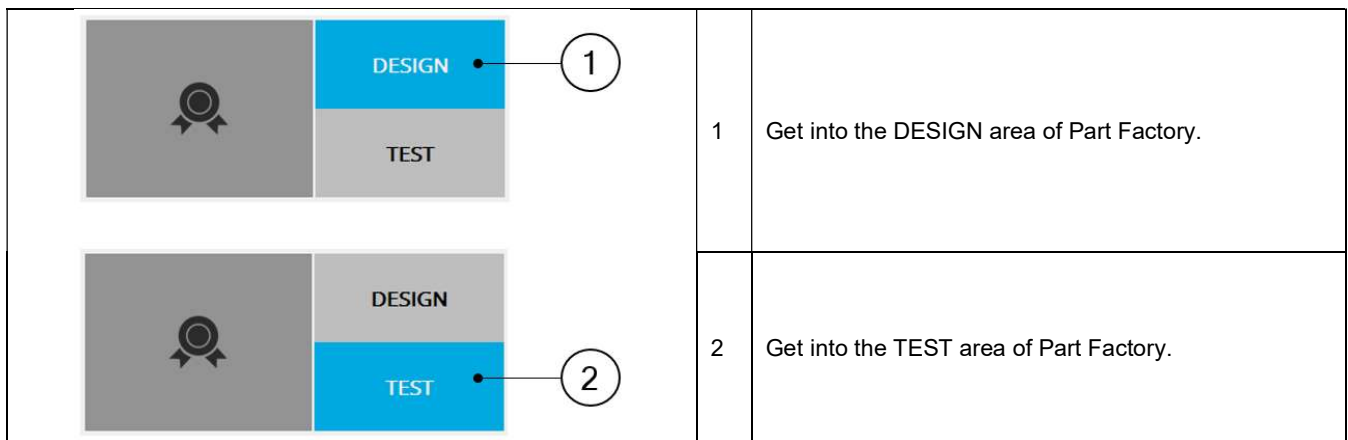 DESIGN 1
TEST
1 Get into the DESIGN area of Part Factory.
DESIGN
TEST 2
2 Get into the TEST area of Part Factory.